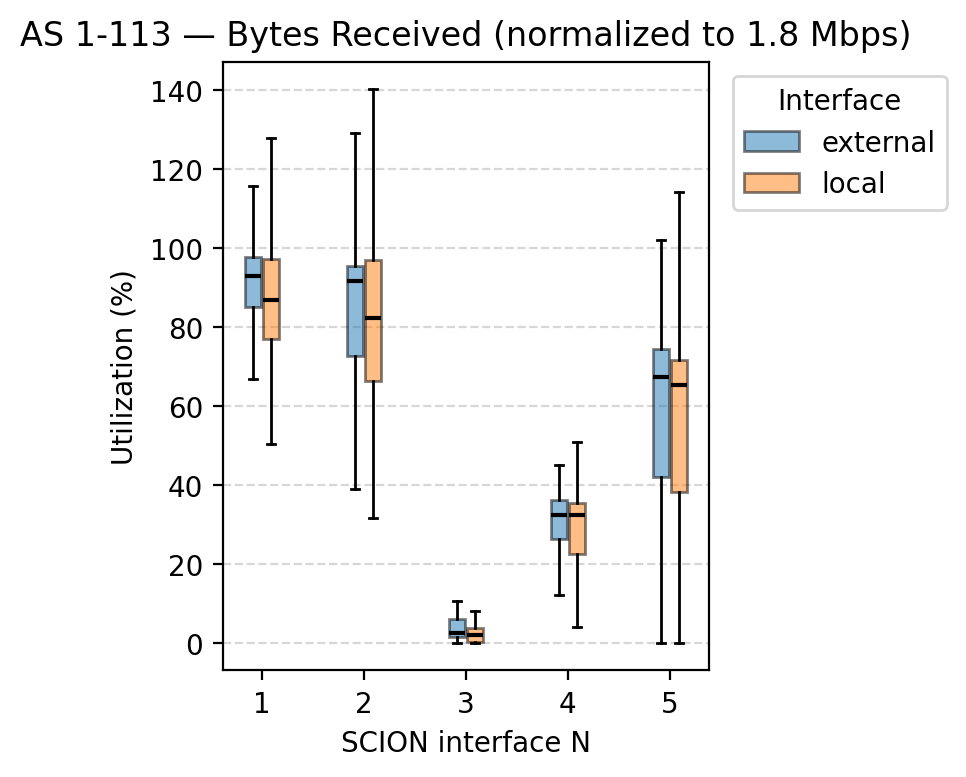 AS 1-113 — Bytes Received (normalized to 1.8 Mbps)
Interface
external
local
Utilization (%)
140
120
100
80
60
40
20
0
1 2 3 4 5
SCION interface N